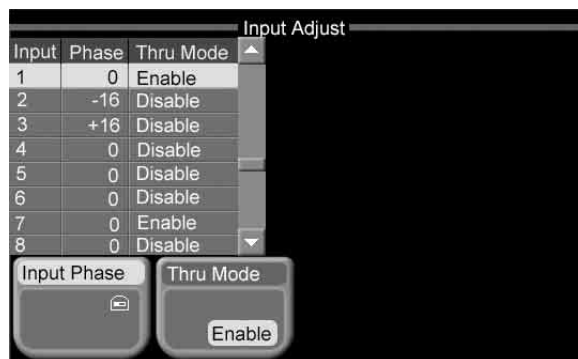 Input Adjust
Input Phase Thru Mode
1 0 Enable
2 -16 Disable
3 +16 Disable
4 0 Disable
5 0 Disable
6 0 Disable
7 0 Enable
8 0 Disable
Input Phase Thru Mode
Enable